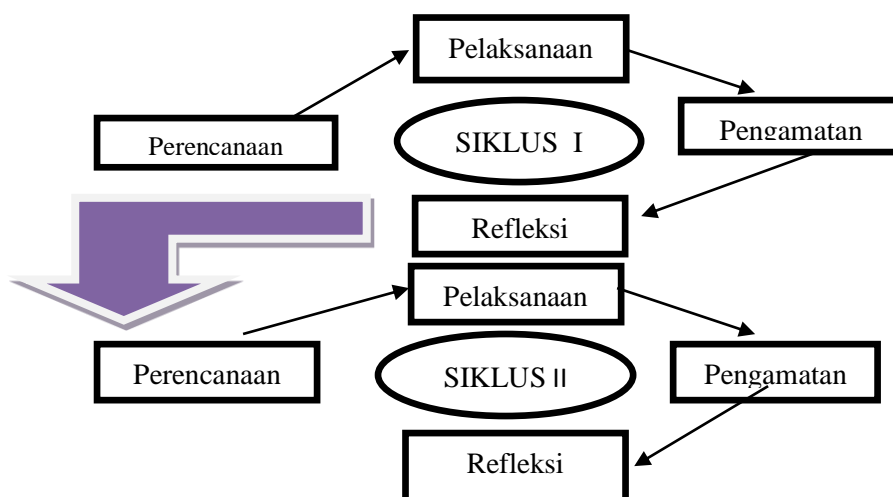 Pelaksanaan
Perencanaan
SIKLUS I
Pengamatan
Refleksi
Pelaksanaan
Perencanaan
SIKLUS II
Pengamatan
Refleksi